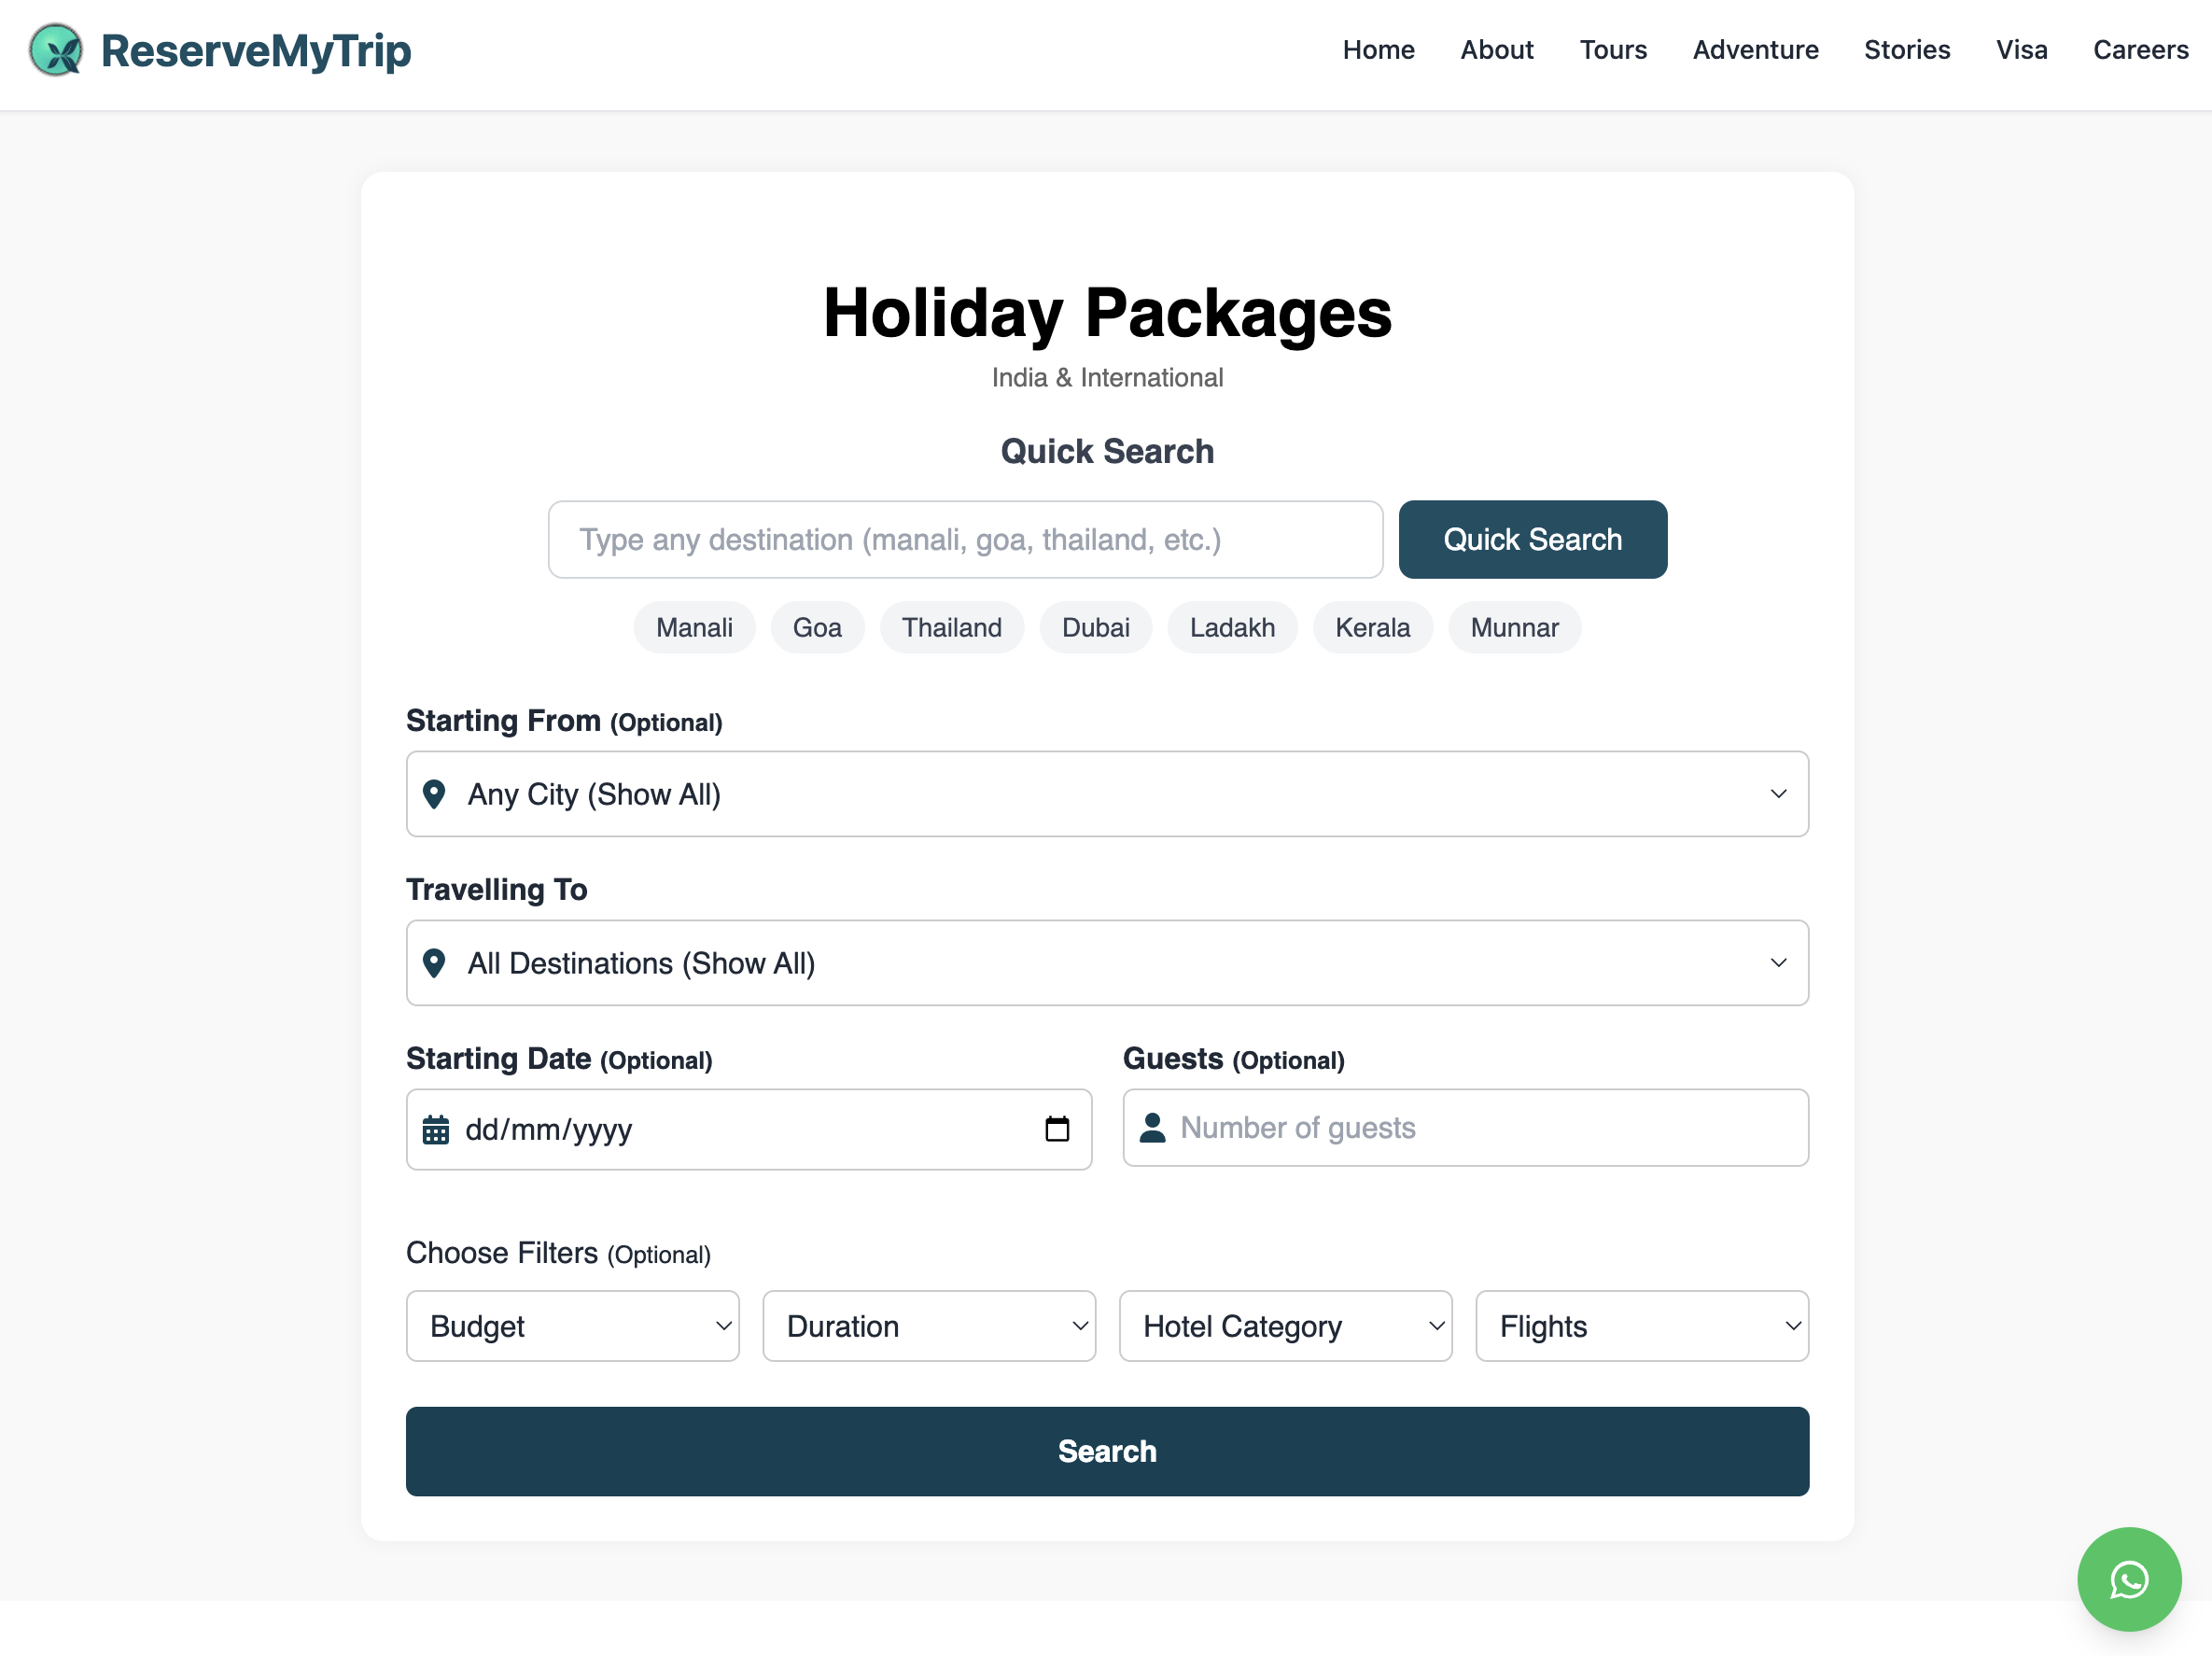 ReserveMyTrip
Home About Tours Adventure Stories Visa Careers
Holiday Packages
India & International
Quick Search
Type any destination (manali, goa, thailand, etc.) Quick Search
Manali Goa Thailand Dubai Ladakh Kerala Munnar
Starting From (Optional)
Any City (Show All)
Travelling To
All Destinations (Show All)
Starting Date (Optional) Guests (Optional)
dd/mm/yyyy Number of guests
Choose Filters (Optional)
Budget Duration Hotel Category Flights
Search